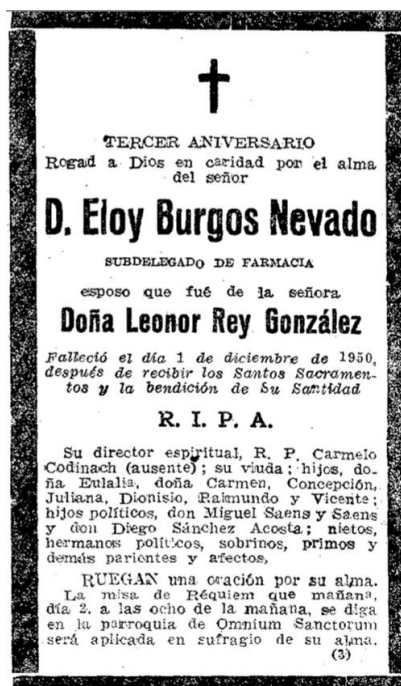 TERCER ANIVERSARIO
Rogad a Dios en caridad por el alma
del señor
D. Eloy Burgos Nevado
SUBDELEGADO DE FARMACIA
esposo que fué de la señora
Doña Leonor Rey González
Falleció el día 1 de diciembre de 1950,
después de recibir los Santos Sacramen-
tos y la bendición de Su Santidad
R. I. P. A.
Su director espiritual, R. P. Carmelo
Codinach (ausente); su viuda; hijos, do-
ña Eulalia, doña Carmen, Concepción,
Juliana, Dionisio, Raimundo y Vicente;
hijos políticos, don Miguel Saens y Saens
y don Diego Sánchez Acosta; nietos,
hermanos políticos, sobrinos, primos y
demás parientes y afectos,
RUEGAN una oración por su alma.
La misa de Réquiem que mañana,
día 2. a las ocho de la mañana, se diga
en la parroquia de Omnium Sanctorum
será aplicada en sufragio de su alma.
(3)